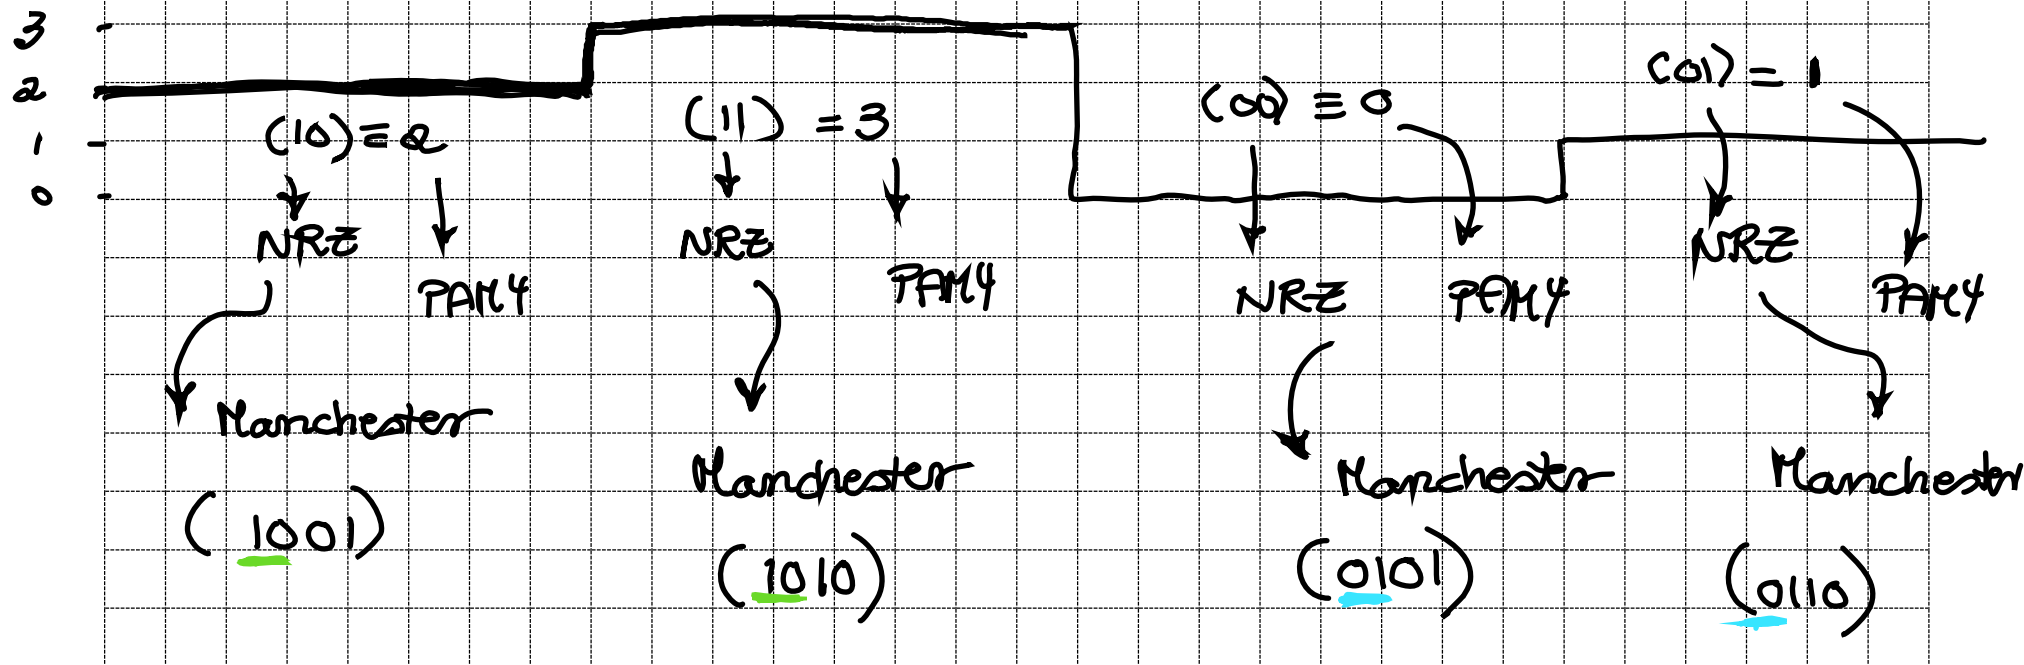 3
2
1
0
(10) ≡ 2
(11) = 3
(00) ≡ 0
(01) = 1
NRZ
PAM4
NRZ
PAM4
NRZ
PAM4
NRZ
PAM4
Manchester
Manchester
Manchester
Manchester
(1001)
(1010)
(0101)
(0110)